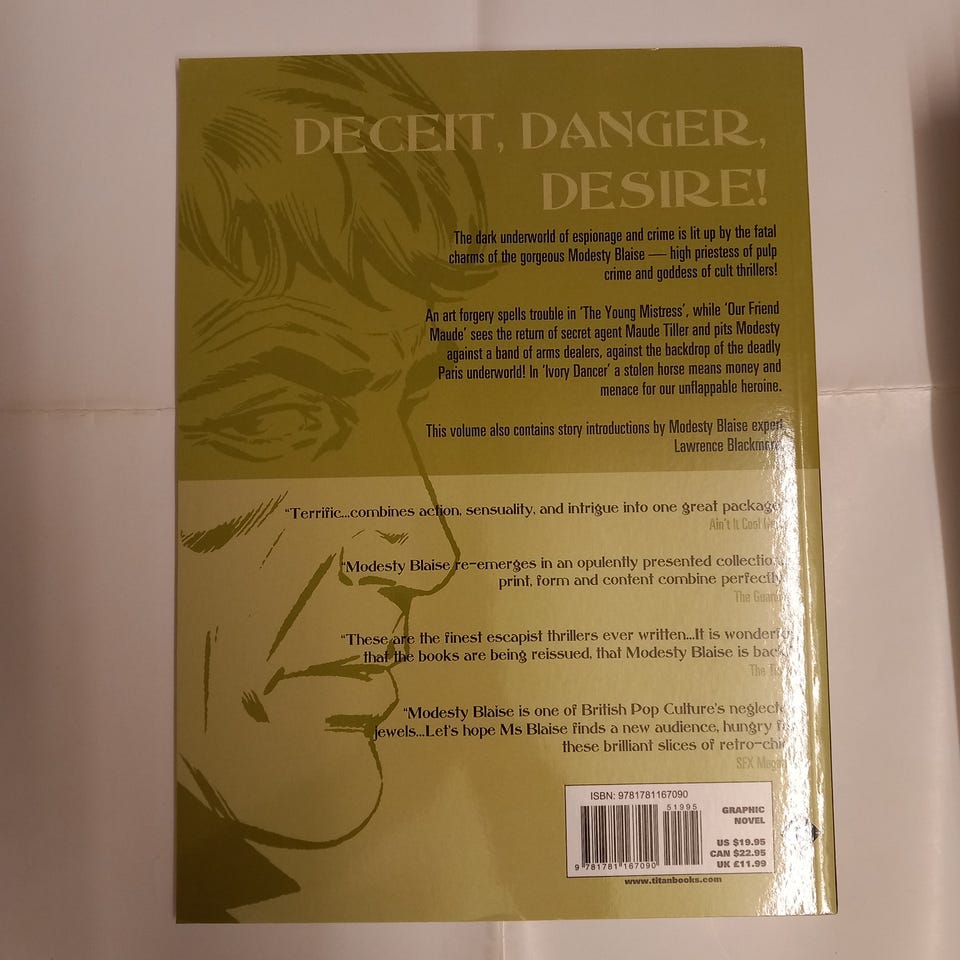 DECEIT, DANGER,
DESIRE!
The dark underworld of espionage and crime is lit up by the fatal
charms of the gorgeous Modesty Blaise — high priestess of pulp
crime and goddess of cult thrillers!
An art forgery spells trouble in 'The Young Mistress', while 'Our Friend
Maude' sees the return of secret agent Maude Tiller and pits Modesty
against a band of arms dealers, against the backdrop of the deadly
Paris underworld! In 'Ivory Dancer' a stolen horse means money and
menace for our unflappable heroine.
This volume also contains story introductions by Modesty Blaise expert
Lawrence
"Terrific...combines action, sensuality, and intrigue into one great package
Ain't It Cool
"Modesty Blaise re-emerges in an opulently presented collection
print, form and content combine perfectly
The
"These are the finest escapist thrillers ever written...It is
that the books are being reissued, that Modesty Blaise is back
The
"Modesty Blaise is one of British Pop Culture's
jewels...Let's hope Ms Blaise finds a new audience, hungry
these brilliant slices of
SFX
ISBN: 9781781167090
51995
GRAPHIC
NOVEL
US $19.95
CAN $22.95
UK £11.99
9 781781 167090
www.titanbooks.com